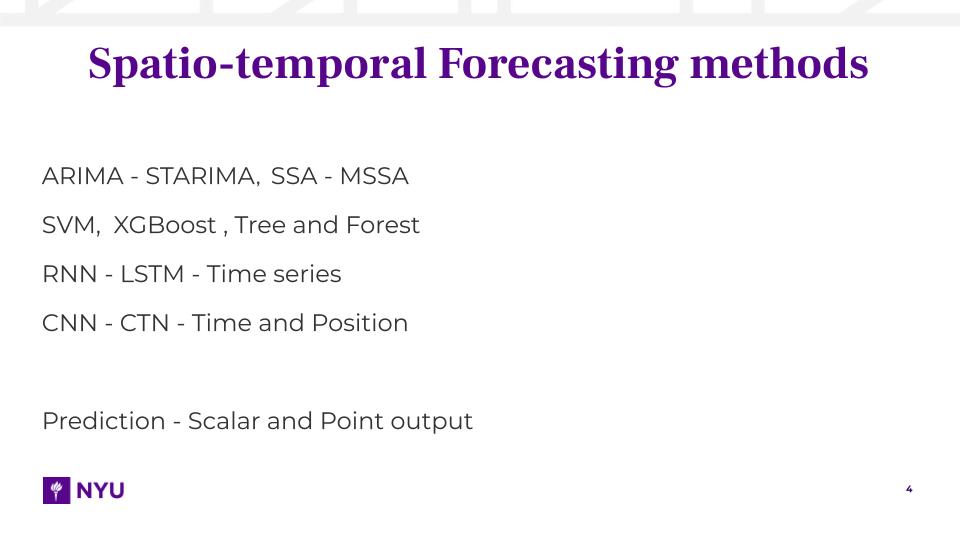 Spatio-temporal Forecasting methods
ARIMA - STARIMA, SSA - MSSA
SVM, XGBoost , Tree and Forest
RNN - LSTM - Time series
CNN - CTN - Time and Position
Prediction - Scalar and Point output
NYU
4